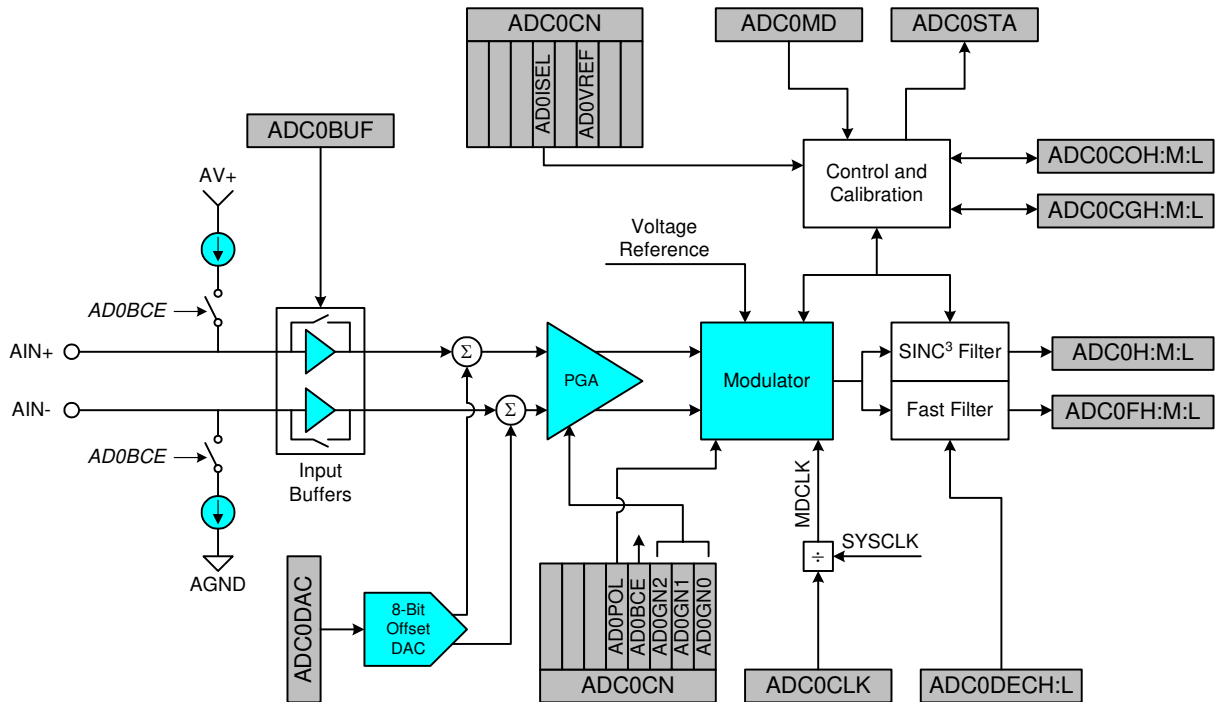 ADC0CN
AD0ISEL
AD0VREF
ADC0MD
ADC0STA
ADC0BUF
AV+
Control and
Calibration
ADC0COH:M:L
ADC0CGH:M:L
Voltage
Reference
AD0BCE
AIN+
Σ
PGA
Modulator
SINC³ Filter
Fast Filter
ADC0H:M:L
ADC0FH:M:L
AIN-
Σ
AD0BCE
Input
Buffers
AGND
MDCLK
SYSCLK
÷
ADC0DAC
8-Bit
Offset
DAC
AD0POL
AD0BCE
AD0GN2
AD0GN1
AD0GN0
ADC0CN
ADC0CLK
ADC0DECH:L